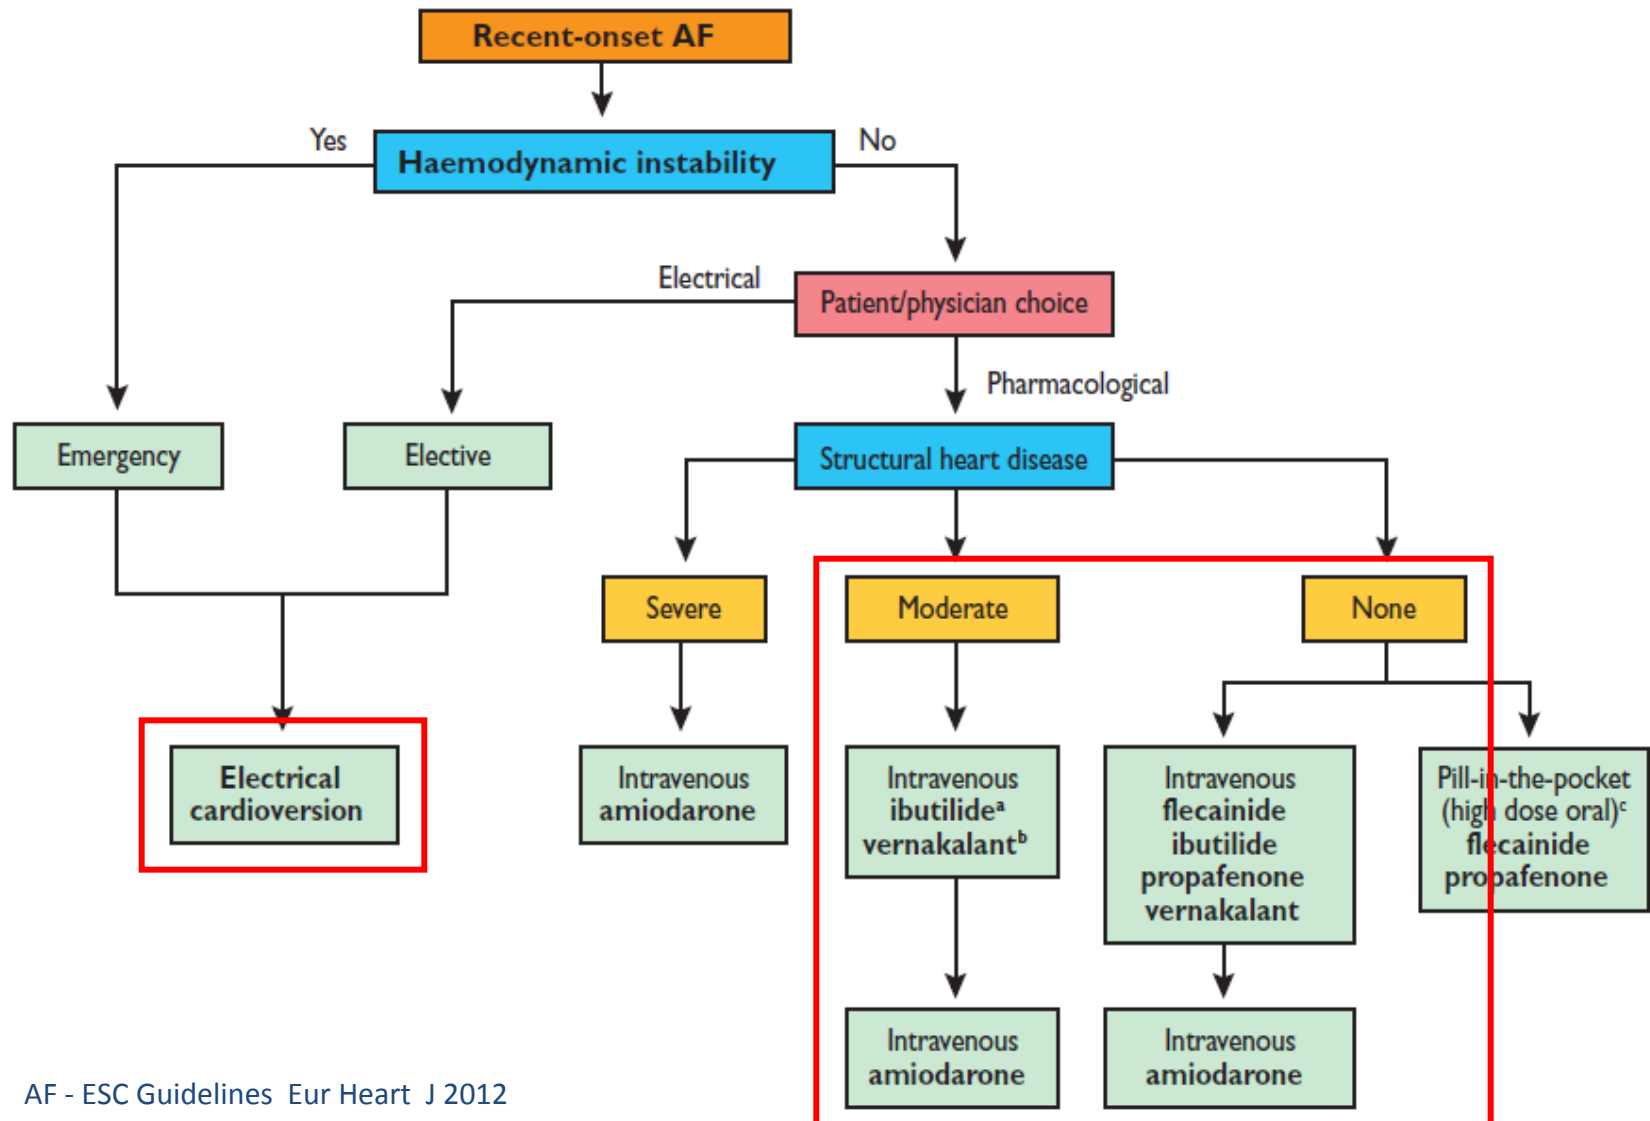 Recent-onset AF
Yes
No
Haemodynamic instability
Electrical
Patient/physician choice
Pharmacological
Emergency
Elective
Structural heart disease
Severe
Moderate
None
Electrical
cardioversion
Intravenous
amiodarone
Intravenous
ibutilideᵃ
vernakalantᵇ
Intravenous
flecainide
ibutilide
propafenone
vernakalant
Pill-in-the-pocket
(high dose oral)ᶜ
flecainide
propafenone
Intravenous
amiodarone
Intravenous
amiodarone
AF - ESC Guidelines Eur Heart J 2012